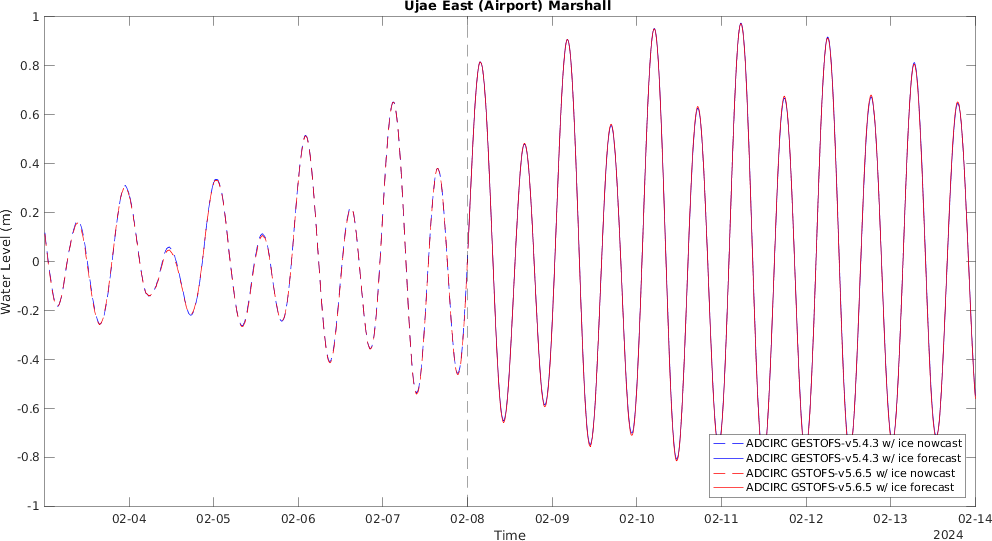 Ujae East (Airport) Marshall
1
0.8
0.6
0.4
0.2
0
-0.2
-0.4
-0.6
-0.8
-1
Water Level (m)
ADCIRC GESTOFS-v5.4.3 w/ ice nowcast
ADCIRC GESTOFS-v5.4.3 w/ ice forecast
ADCIRC GSTOFS-v5.6.5 w/ ice nowcast
ADCIRC GSTOFS-v5.6.5 w/ ice forecast
02-04 02-05 02-06 02-07 02-08 02-09 02-10 02-11 02-12 02-13 02-14
Time
2024